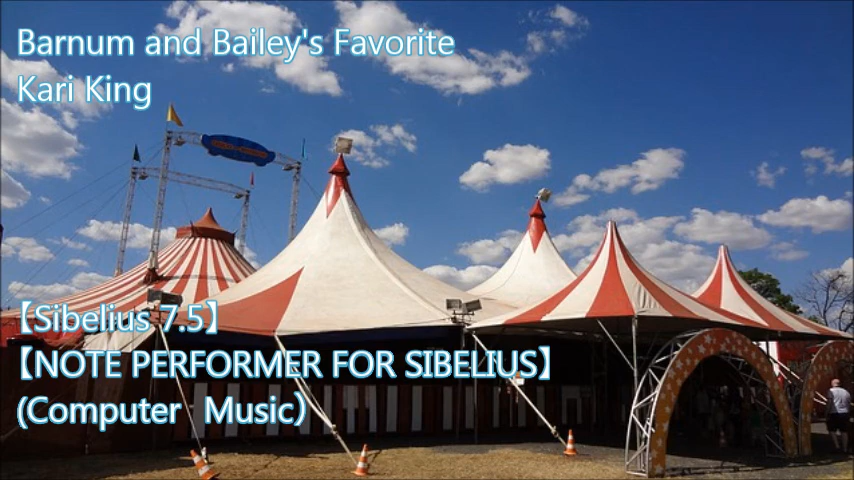 Barnum and Bailey's Favorite
Kari King
【Sibelius 7.5】
【NOTE PERFORMER FOR SIBELIUS】
(Computer Music)